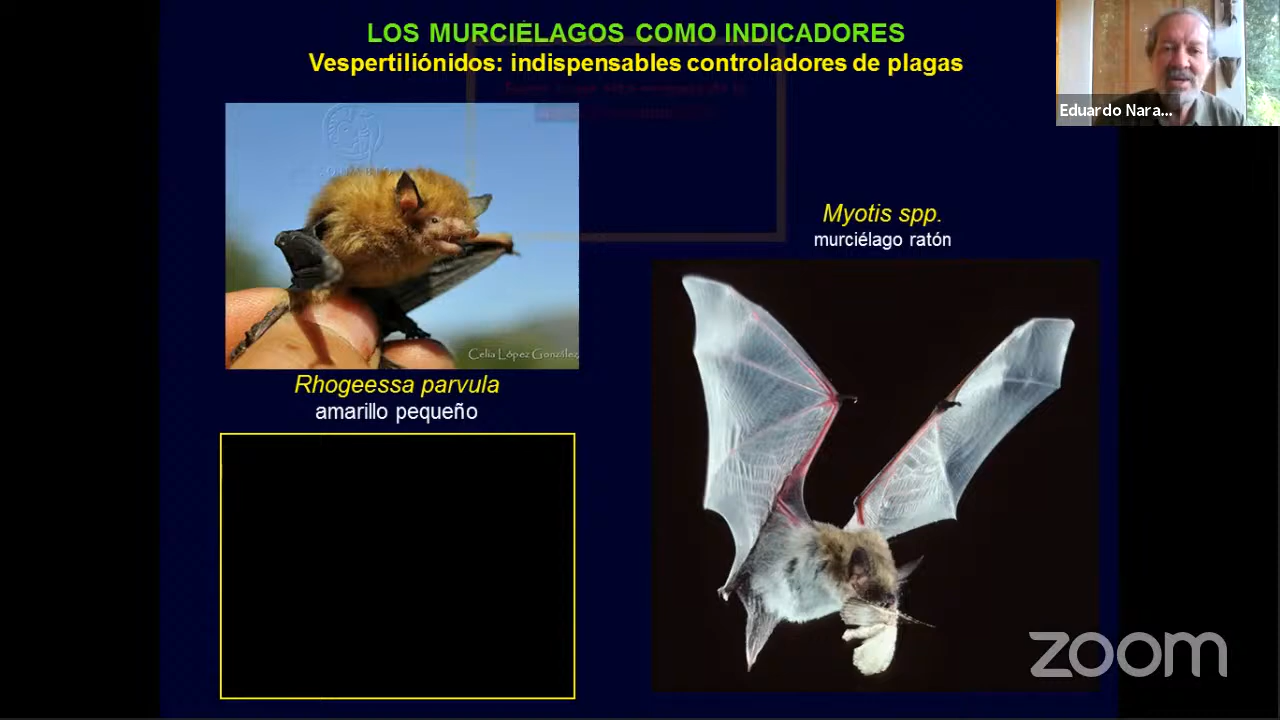 LOS MURCIÉLAGOS COMO INDICADORES
Vespertiliónidos: indispensables controladores de plagas
Eduardo Nara...
Celia López González
Rhogeessa parvula
amarillo pequeño
Myotis spp.
murciélago ratón
zoom